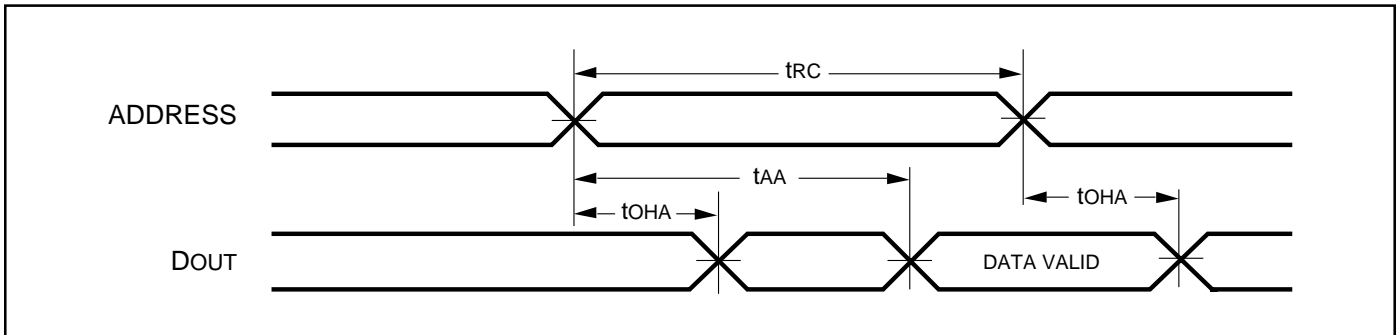 tRC
ADDRESS
tAA
tOHA
tOHA
DOUT
DATA VALID